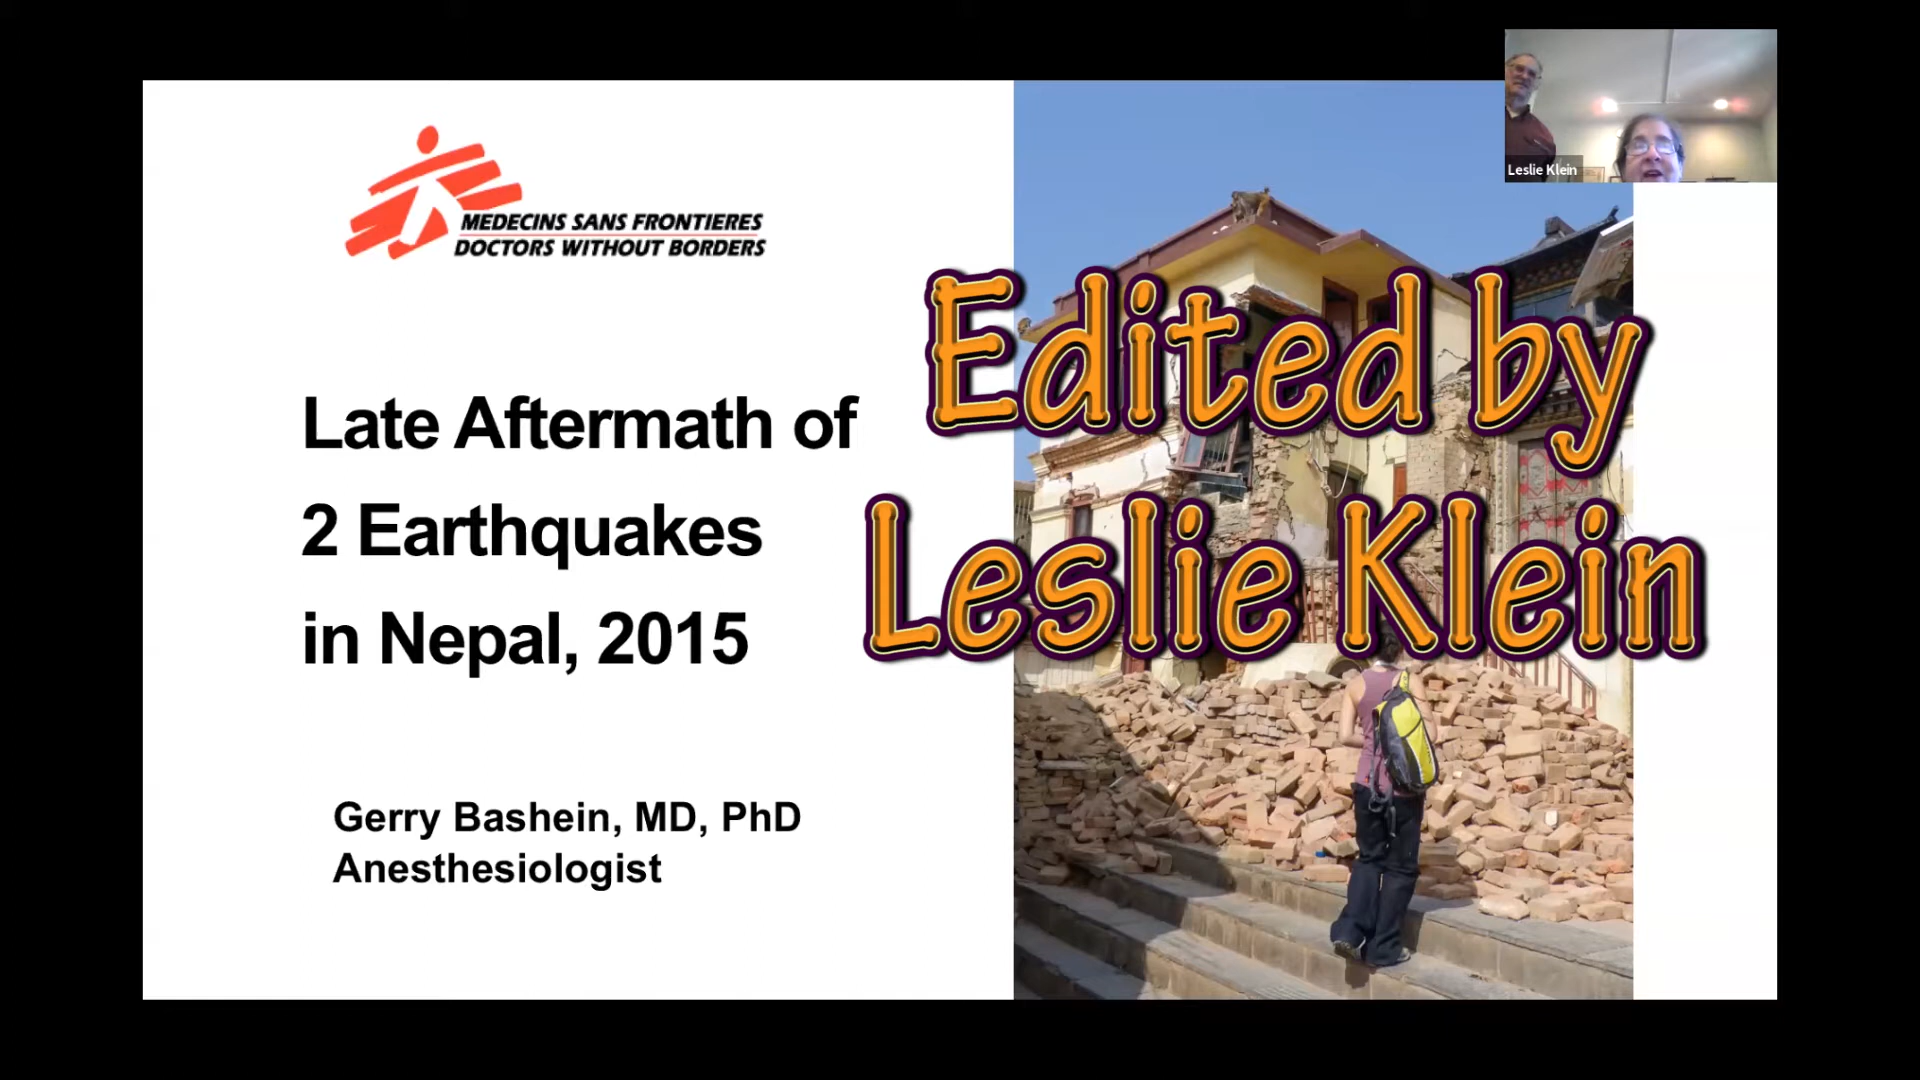 MEDECINS SANS FRONTIERES
DOCTORS WITHOUT BORDERS
Leslie Klein
Late Aftermath of
2 Earthquakes
in Nepal, 2015
Edited by
Leslie Klein
Gerry Bashein, MD, PhD
Anesthesiologist